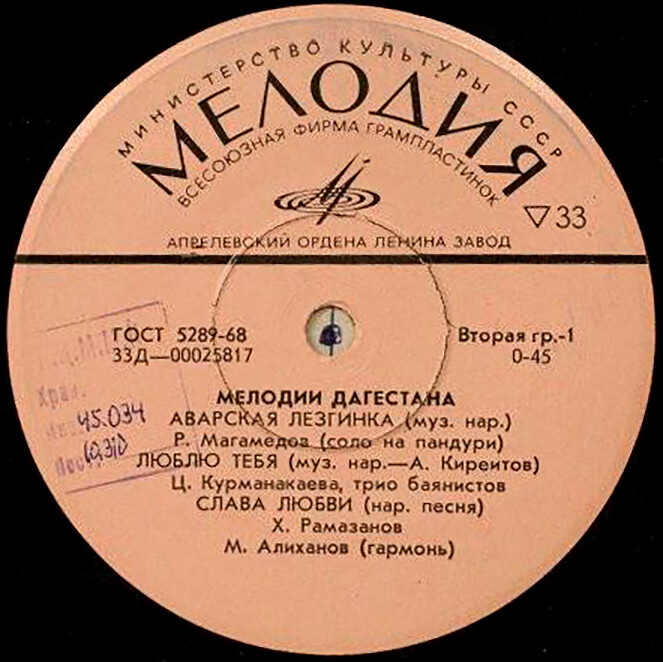 МИНИСТЕРСТВО КУЛЬТУРЫ СССР
МЕЛОДИЯ
ВСЕСОЮЗНАЯ ФИРМА ГРАМПЛАСТИНОК
▽33
АПРЕЛЕВСКИЙ ОРДЕНА ЛЕНИНА ЗАВОД
ГОСТ 5289-68
33Д—00025817
Вторая гр.-1
0-45
МЕЛОДИИ ДАГЕСТАНА
АВАРСКАЯ ЛЕЗГИНКА (муз. нар.)
Р. Магамедов (соло на пандури)
ЛЮБЛЮ ТЕБЯ (муз. нар.—А. Киреитов)
Ц. Курманакаева, трио баянистов
СЛАВА ЛЮБВИ (нар. песня)
Х. Рамазанов
М. Алиханов (гармонь)
Хран.
45.034